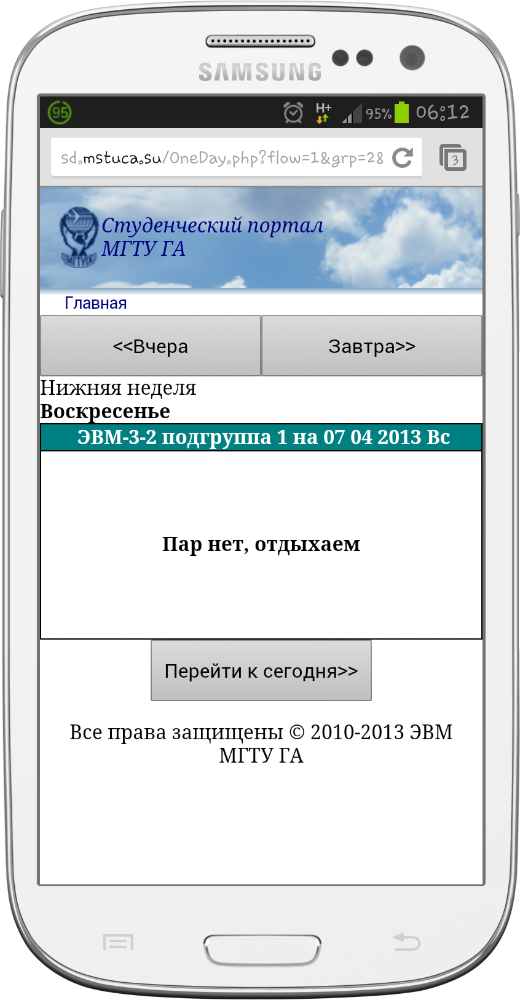 SAMSUNG
95 H+ 95% 06:12
sd.mstuca.su/OneDay.php?flow=1&grp=28 3
Студенческий портал
МГТУ ГА
МГТУГА
Главная
<<Вчера Завтра>>
Нижняя неделя
Воскресенье
ЭВМ-3-2 подгруппа 1 на 07 04 2013 Вс
Пар нет, отдыхаем
Перейти к сегодня>>
Все права защищены © 2010-2013 ЭВМ
МГТУ ГА